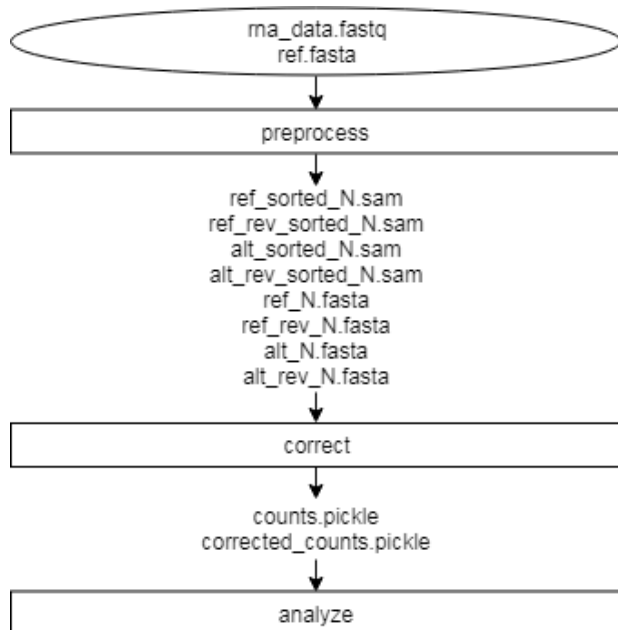 rna_data.fastq
ref.fasta
preprocess
ref_sorted_N.sam
ref_rev_sorted_N.sam
alt_sorted_N.sam
alt_rev_sorted_N.sam
ref_N.fasta
ref_rev_N.fasta
alt_N.fasta
alt_rev_N.fasta
correct
counts.pickle
corrected_counts.pickle
analyze